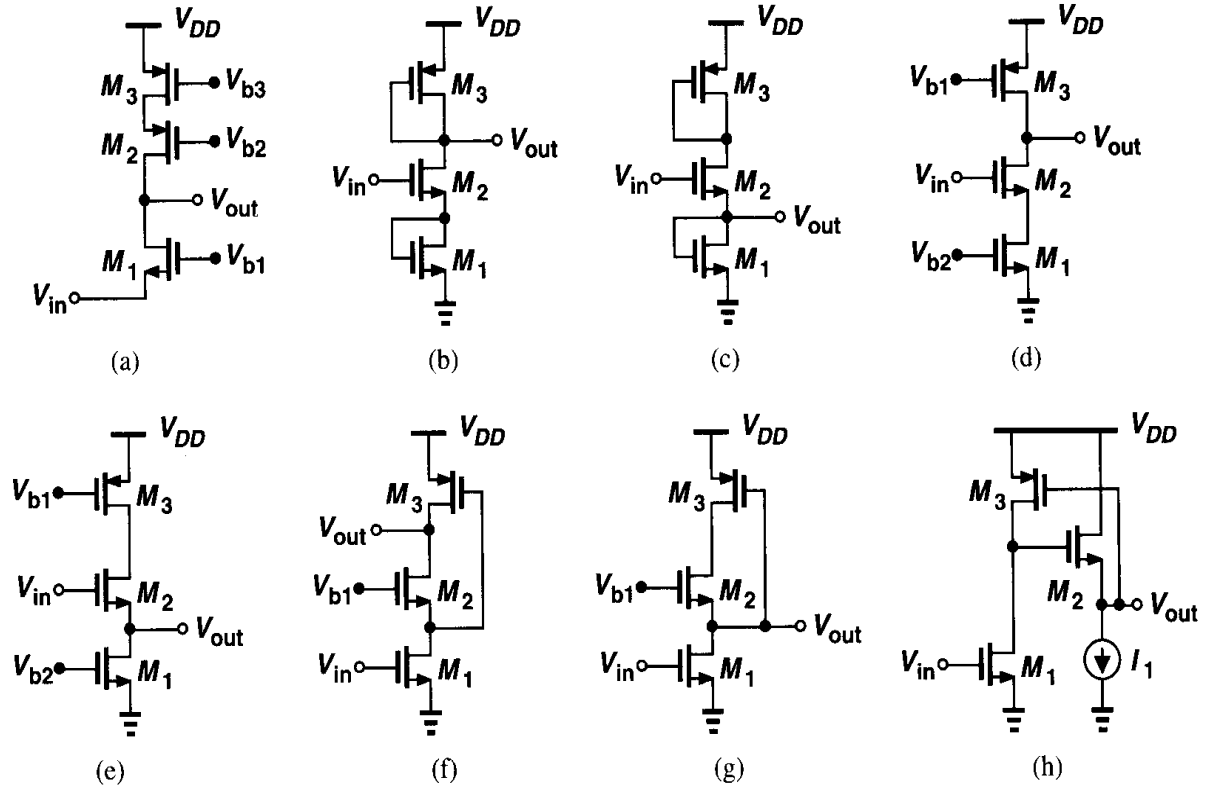 V_DD
M_3
V_b3
M_2
V_b2
V_out
M_1
V_b1
V_in
(a)
V_DD
M_3
V_out
V_in
M_2
M_1
(b)
V_DD
M_3
V_in
M_2
V_out
M_1
(c)
V_DD
V_b1
M_3
V_out
V_in
M_2
V_b2
M_1
(d)
V_DD
V_b1
M_3
V_in
M_2
V_out
V_b2
M_1
(e)
V_DD
M_3
V_out
V_b1
M_2
V_in
M_1
(f)
V_DD
M_3
V_b1
M_2
V_out
V_in
M_1
(g)
V_DD
M_3
M_2
V_out
V_in
M_1
I_1
(h)